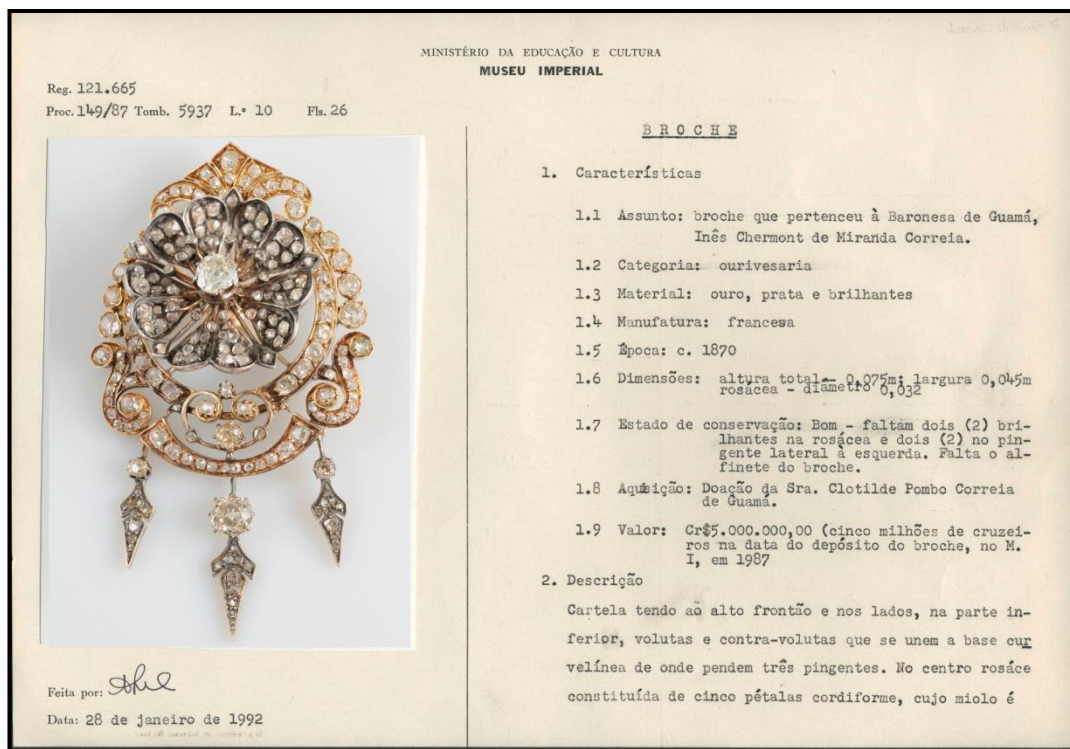 MINISTÉRIO DA EDUCAÇÃO E CULTURA
MUSEU IMPERIAL
Reg. 121.665
Proc. 149/87 Tomb. 5937 L.º 10 Fls. 26
BROCHE
1. Características
1.1 Assunto: broche que pertenceu à Baronesa de Guamá,
Inês Chermont de Miranda Correia.
1.2 Categoria: ourivesaria
1.3 Material: ouro, prata e brilhantes
1.4 Manufatura: francesa
1.5 Época: c. 1870
1.6 Dimensões: altura total - 0,075m; largura 0,045m
rosácea - diâmetro 0,032
1.7 Estado de conservação: Bom - faltam dois (2) bri-
lhantes na rosácea e dois (2) no pin-
gente lateral à esquerda. Falta o al-
finete do broche.
1.8 Aquisição: Doação da Sra. Clotilde Pombo Correia
de Guamá.
1.9 Valor: Cr$5.000.000,00 (cinco milhões de cruzei-
ros na data do depósito do broche, no M.
I, em 1987
2. Descrição
Cartela tendo ao alto frontão e nos lados, na parte in-
ferior, volutas e contra-volutas que se unem a base cur
velínea de onde pendem três pingentes. No centro rosáce
constituída de cinco pétalas cordiforme, cujo miolo é
Feita por:
Data: 28 de janeiro de 1992